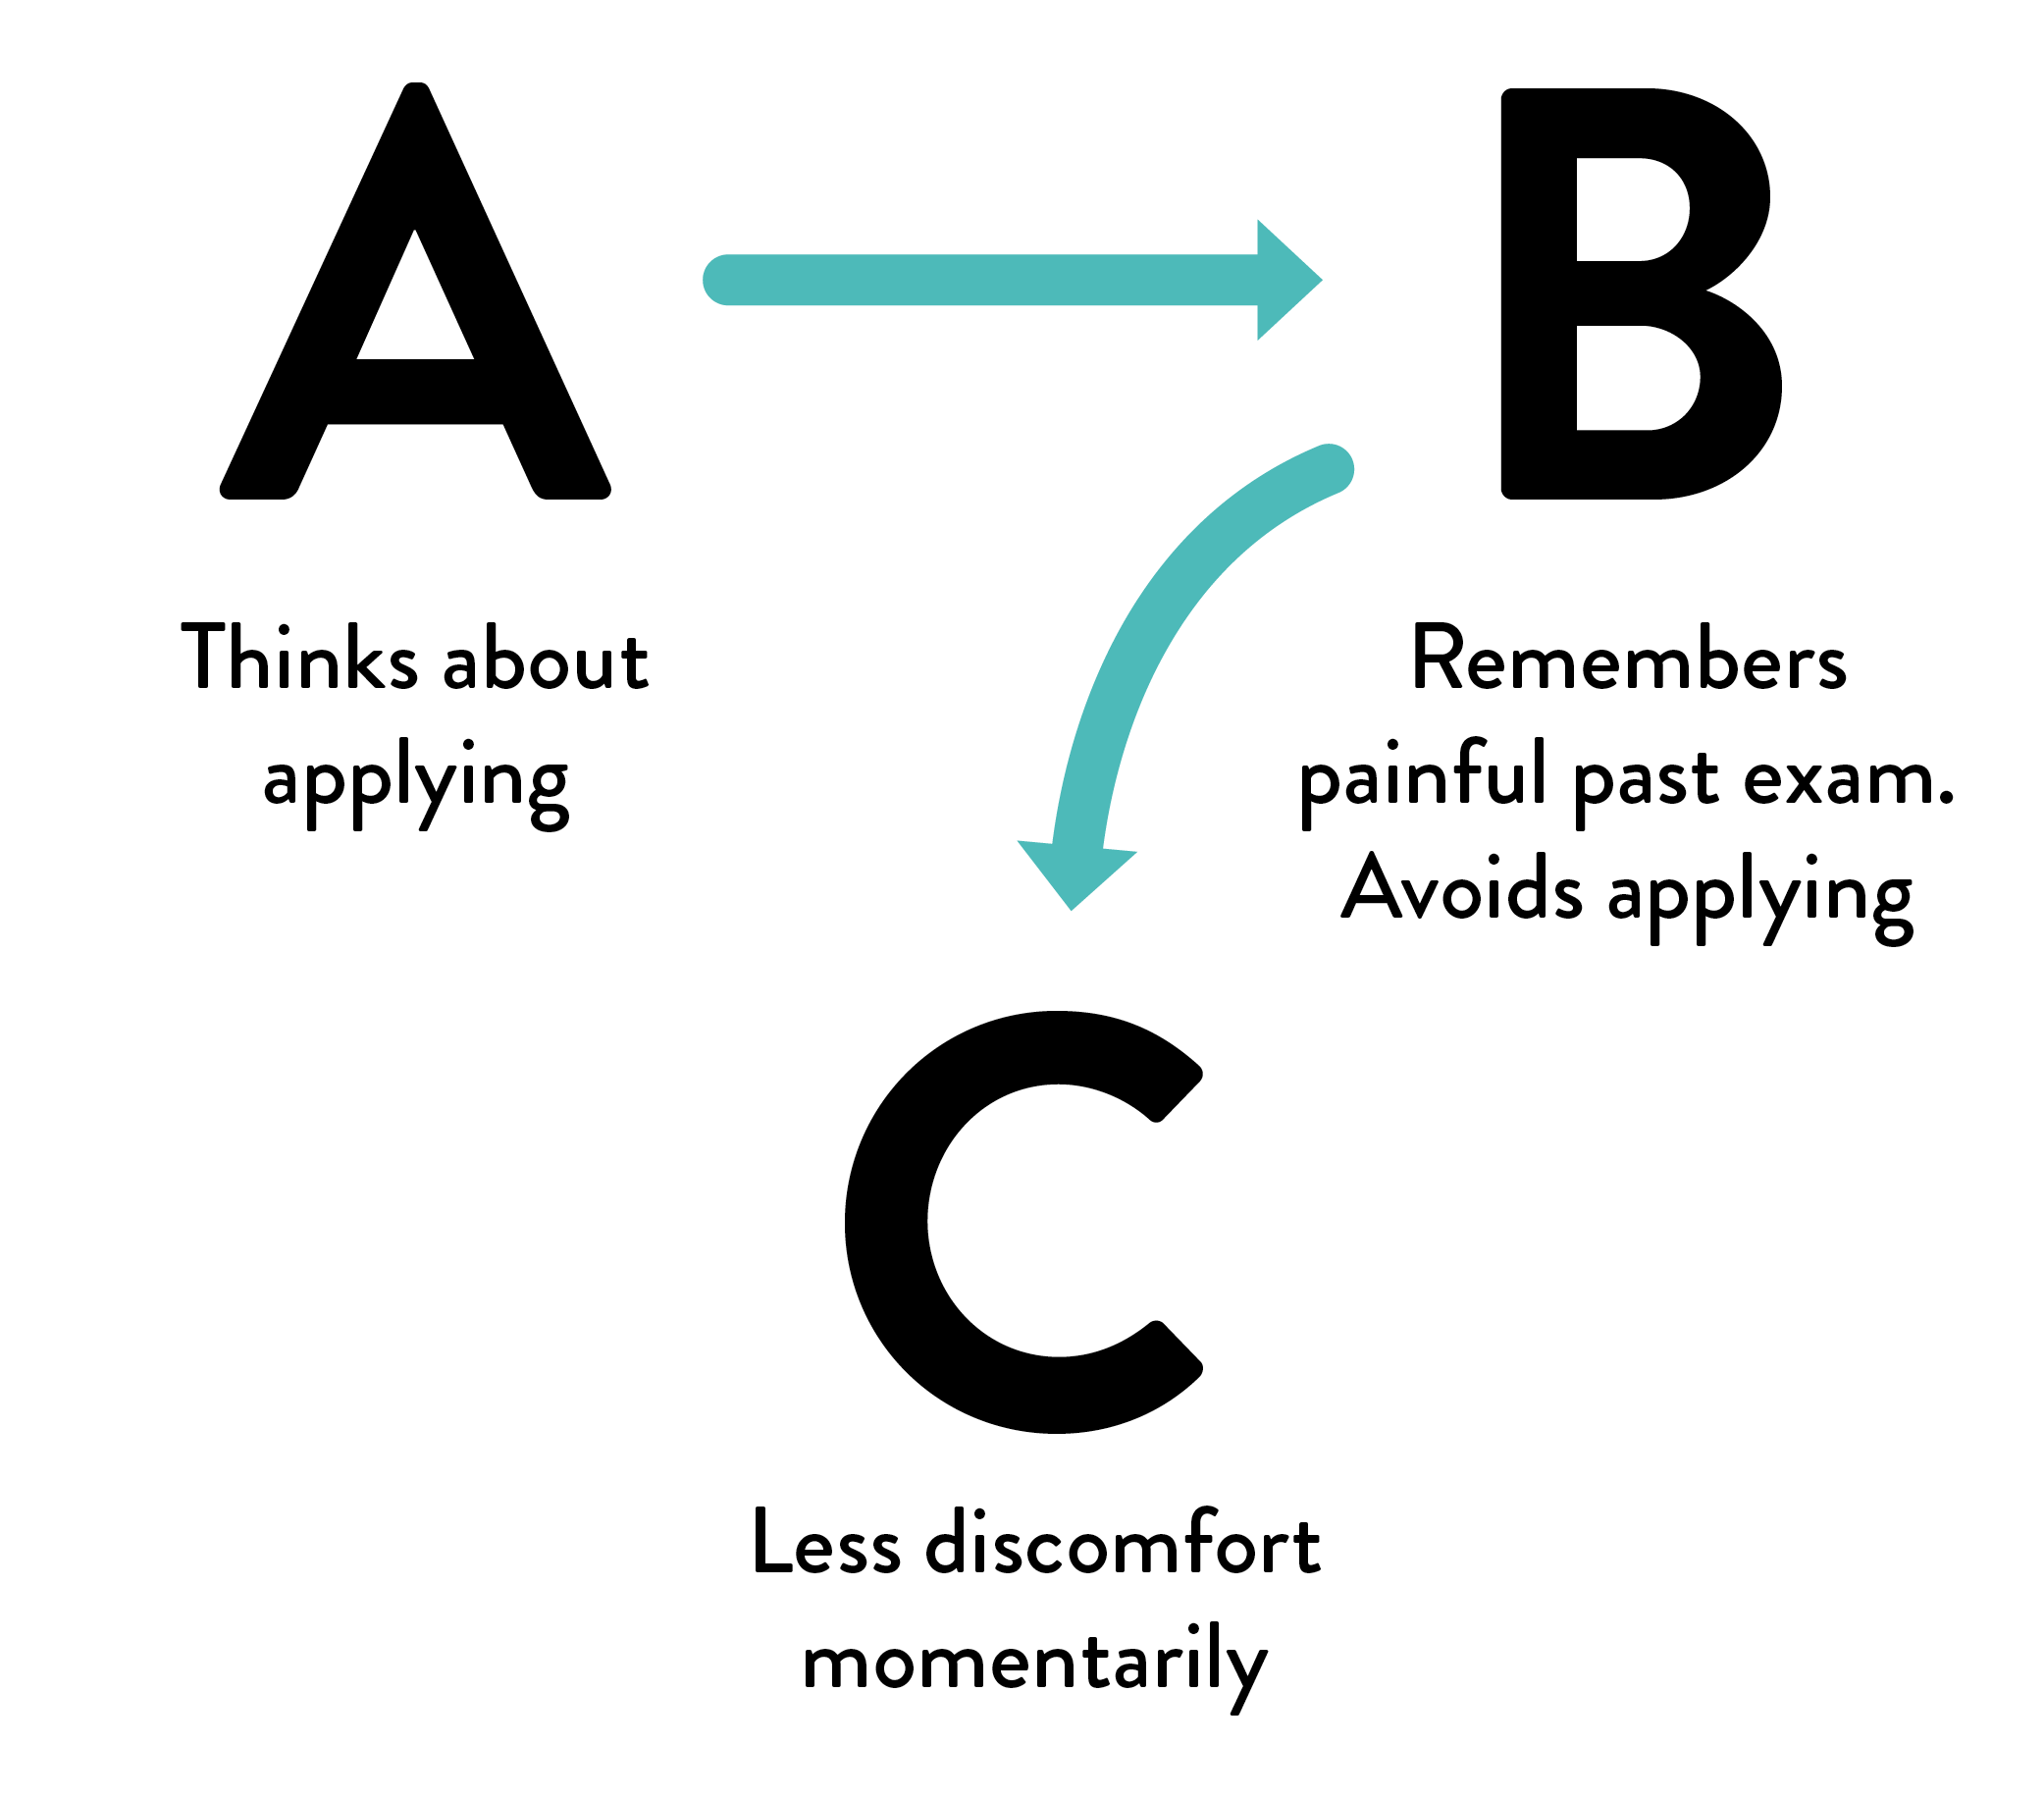 A
B
Thinks about
applying
Remembers
painful past exam.
Avoids applying
C
Less discomfort
momentarily